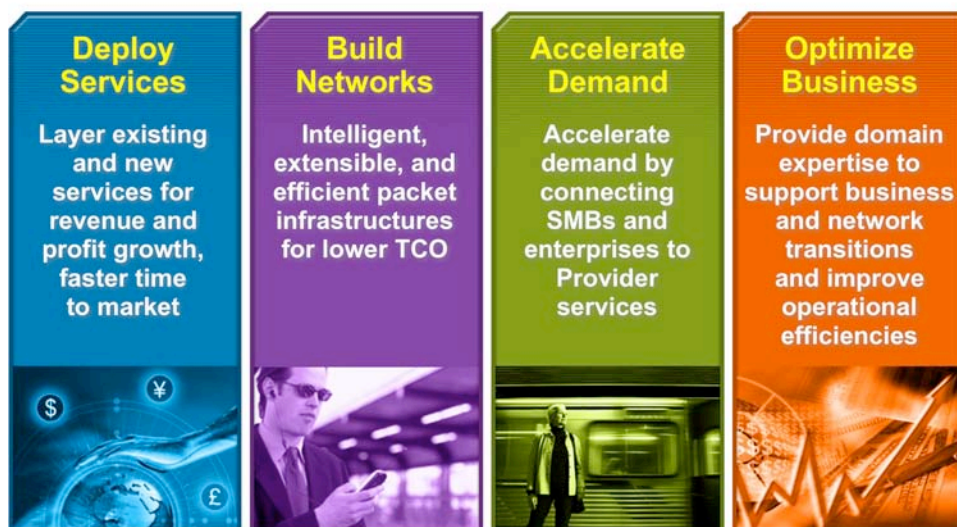 Deploy
Services
Layer existing
and new
services for
revenue and
profit growth,
faster time
to market
$
¥
£
Build
Networks
Intelligent,
extensible, and
efficient packet
infrastructures
for lower TCO
Accelerate
Demand
Accelerate
demand by
connecting
SMBs and
enterprises to
Provider
services
Optimize
Business
Provide domain
expertise to
support business
and network
transitions
and improve
operational
efficiencies